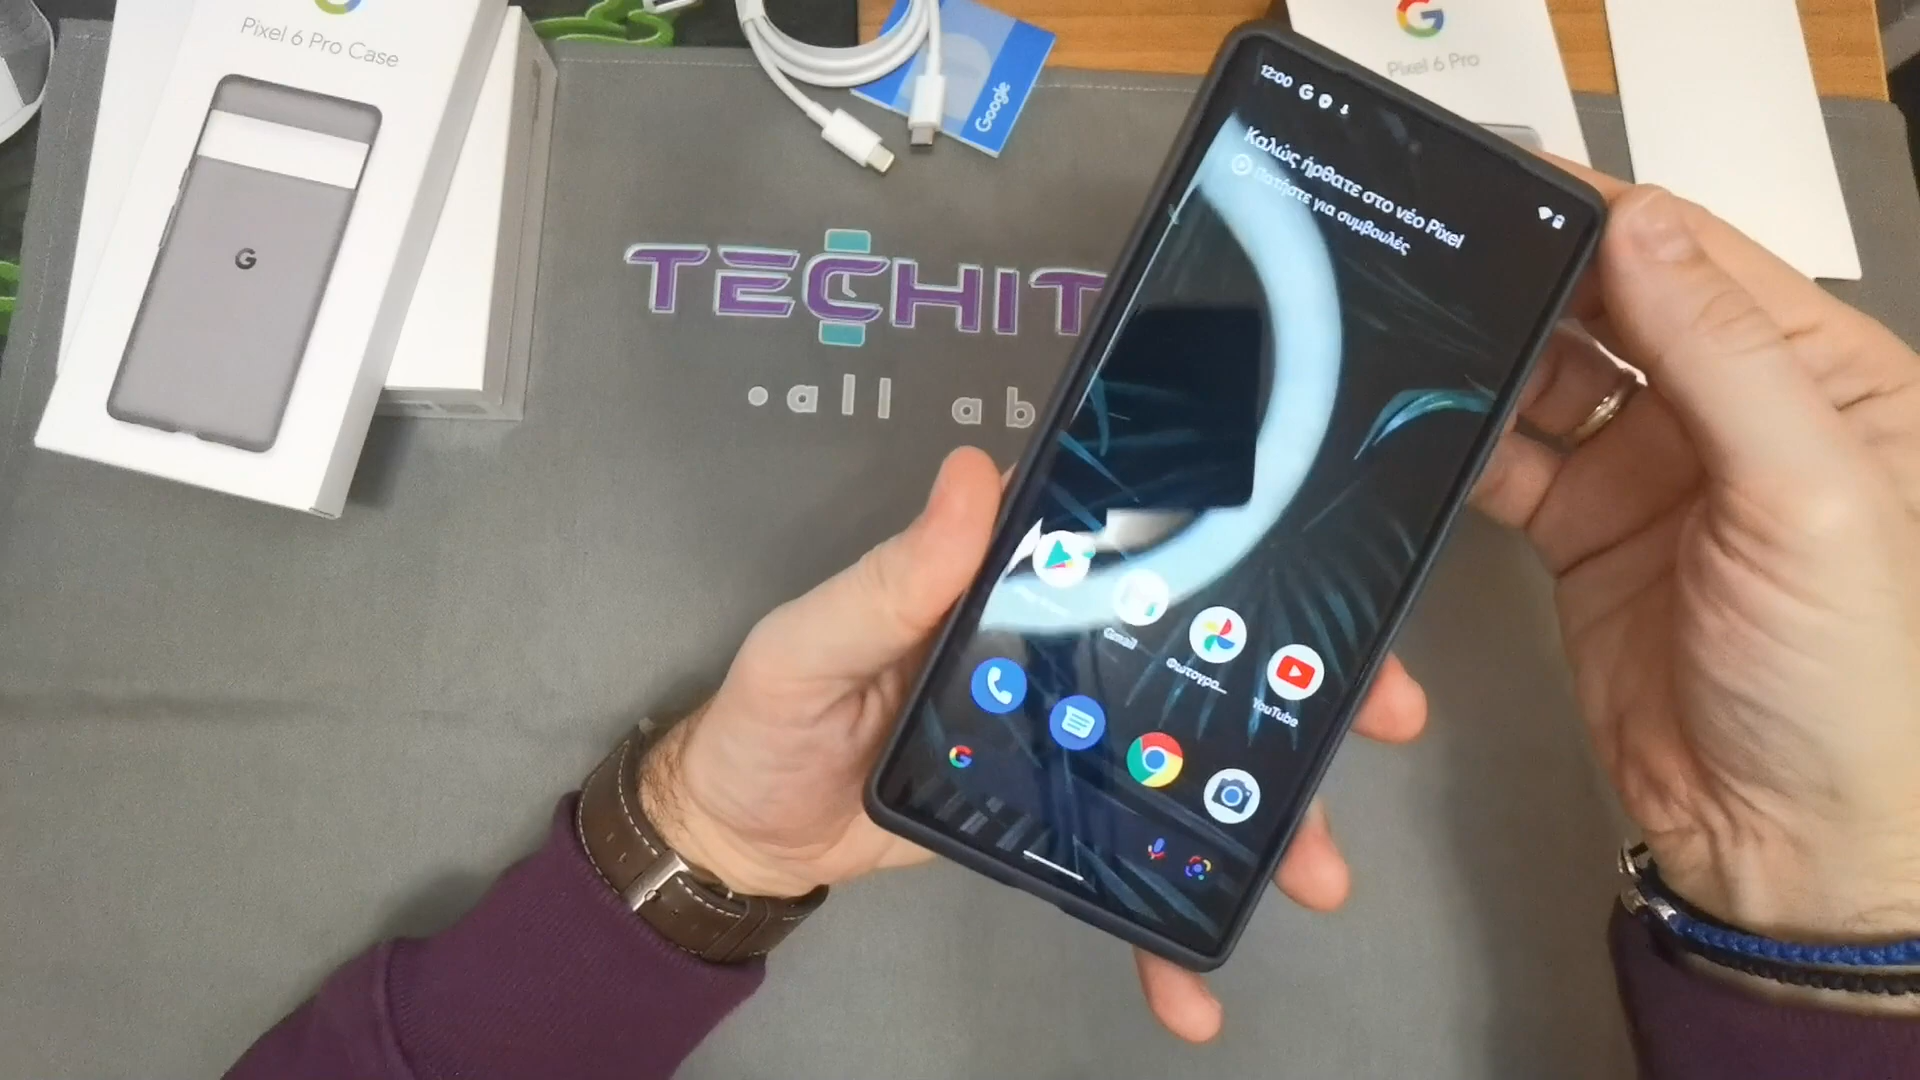 Pixel 6 Pro Case
Google
Pixel 6 Pro
TECHIT
•all ab
12:00
Καλώς ήρθατε στο νέο Pixel
Πατήστε για συμβουλές
Gmail
Φωτογρα...
YouTube